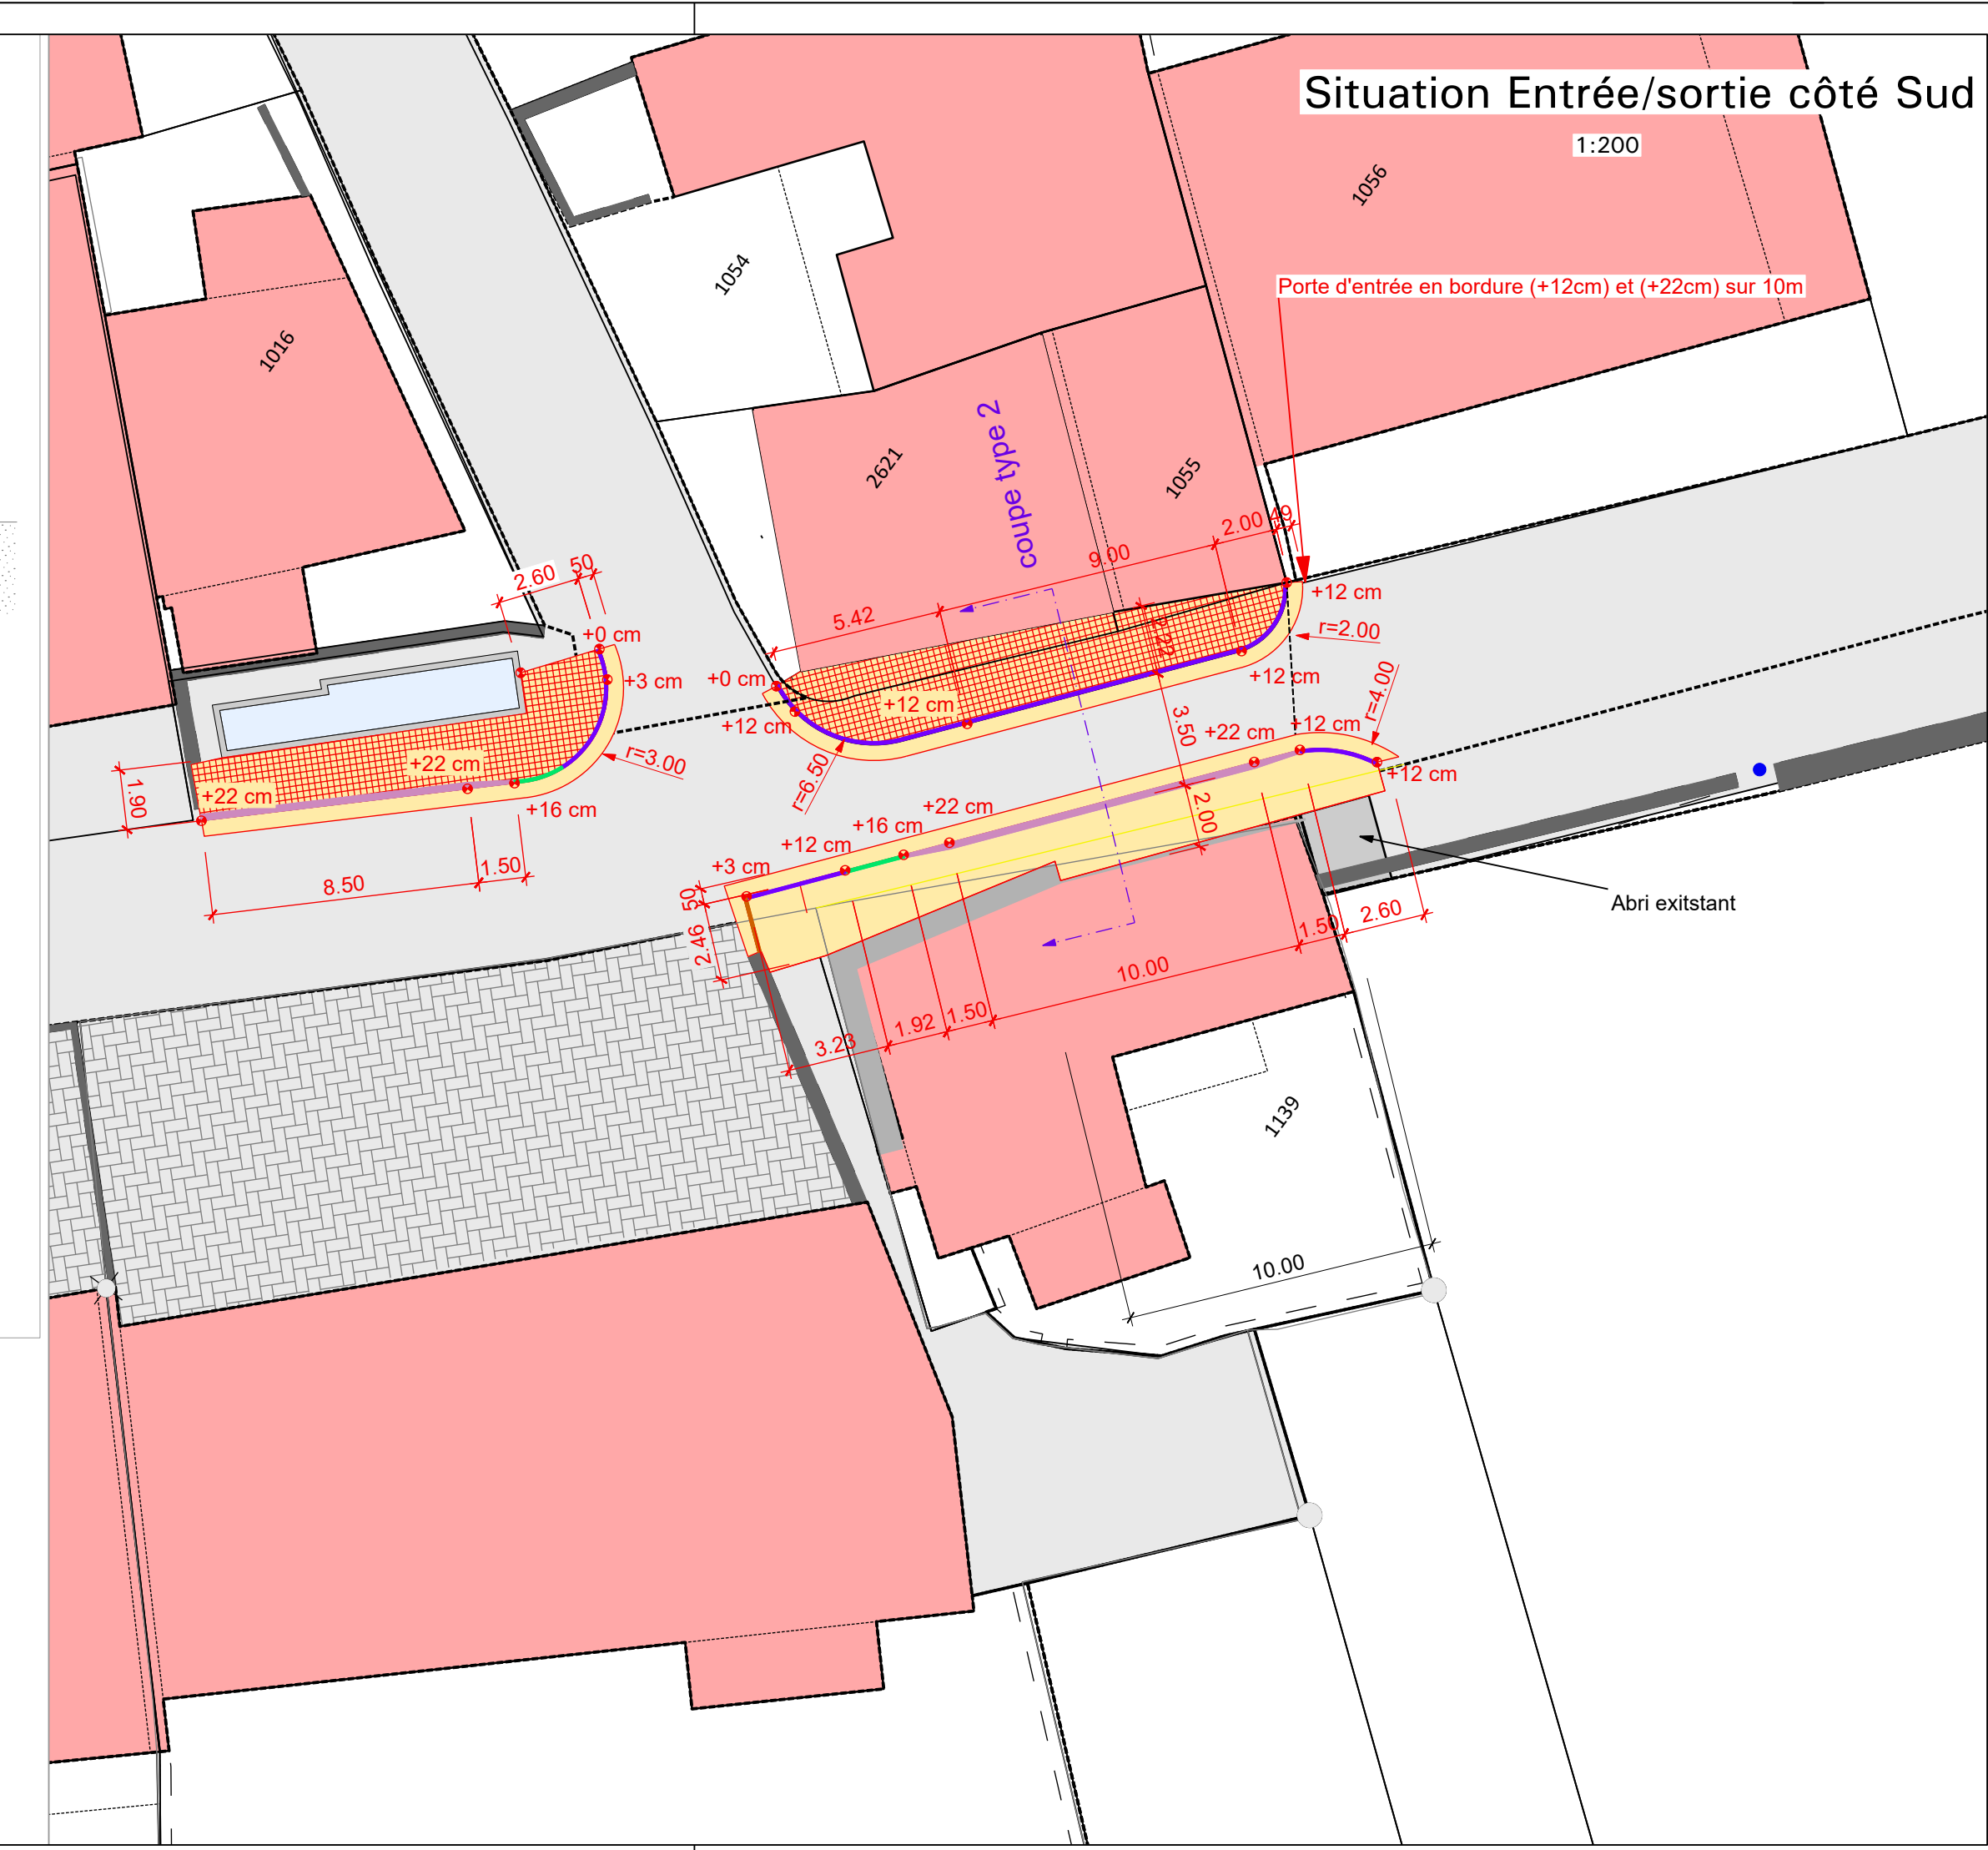 Situation Entrée/sortie côté Sud
1:200
1056
1054
Porte d'entrée en bordure (+12cm) et (+22cm) sur 10m
1016
2621
coupe type 2
1055
2.00
49
9.00
5.42
2.60
50
+0 cm
+3 cm
+12 cm
r=2.00
2.22
+0 cm
+12 cm
+12 cm
+12 cm
r=4.00
3.50
+22 cm
+12 cm
+12 cm
r=3.00
r=6.50
+22 cm
+22 cm
+16 cm
1.90
8.50
1.50
+22 cm
+16 cm
+12 cm
+3 cm
2.00
50
2.46
Abri exitstant
1.50
2.60
10.00
1.50
1.92
3.23
1139
10.00